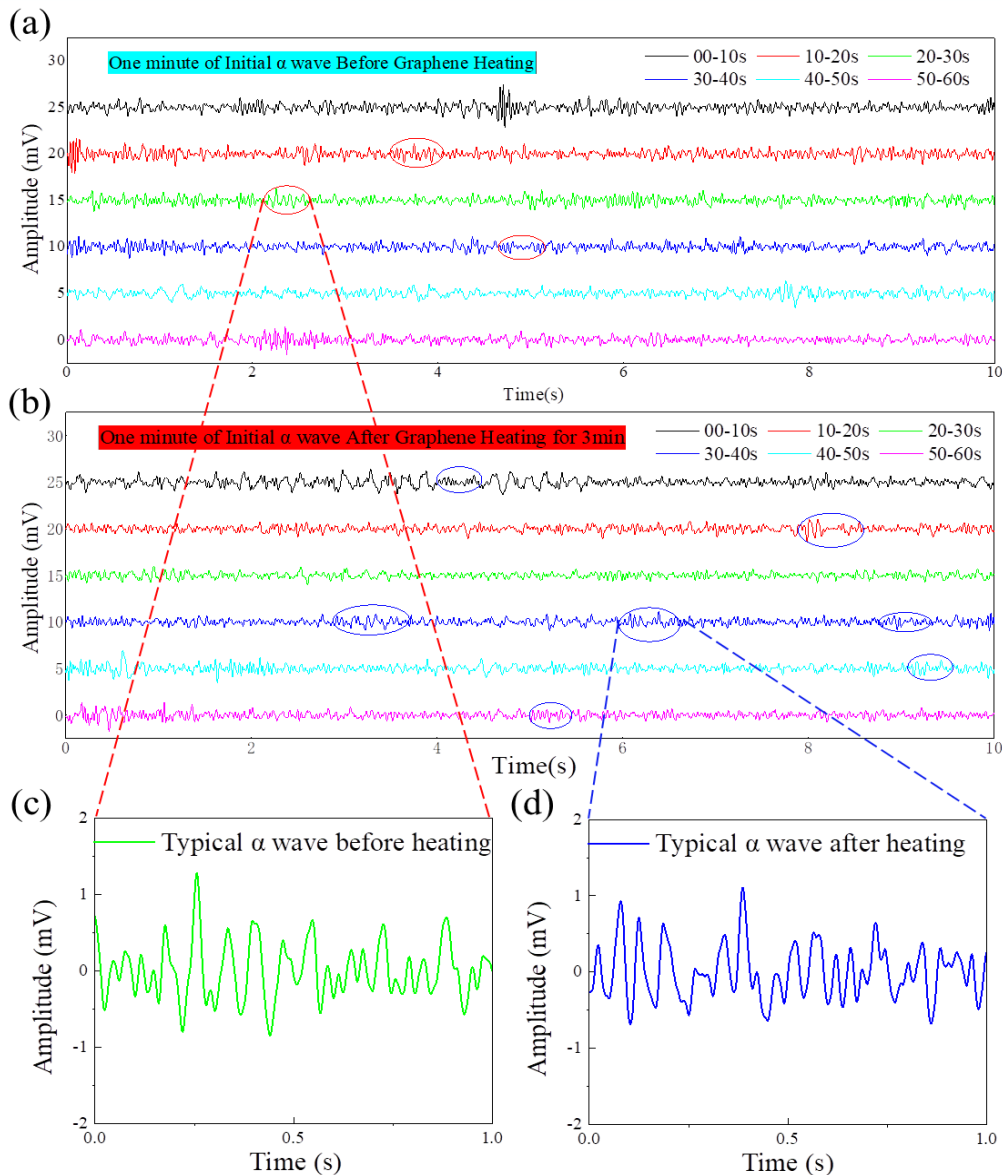 (a)
One minute of Initial α wave Before Graphene Heating
00-10s 10-20s 20-30s
30-40s 40-50s 50-60s
Amplitude (mV)
30
25
20
15
10
5
0
0 2 4 6 8 10
Time(s)
(b)
One minute of Initial α wave After Graphene Heating for 3min
00-10s 10-20s 20-30s
30-40s 40-50s 50-60s
Amplitude (mV)
30
25
20
15
10
5
0
0 2 4 6 8 10
Time(s)
(c)
Typical α wave before heating
Amplitude (mV)
2
1
0
-1
-2
0.0 0.5 1.0
Time (s)
(d)
Typical α wave after heating
Amplitude (mV)
2
1
0
-1
-2
0.0 0.5 1.0
Time (s)